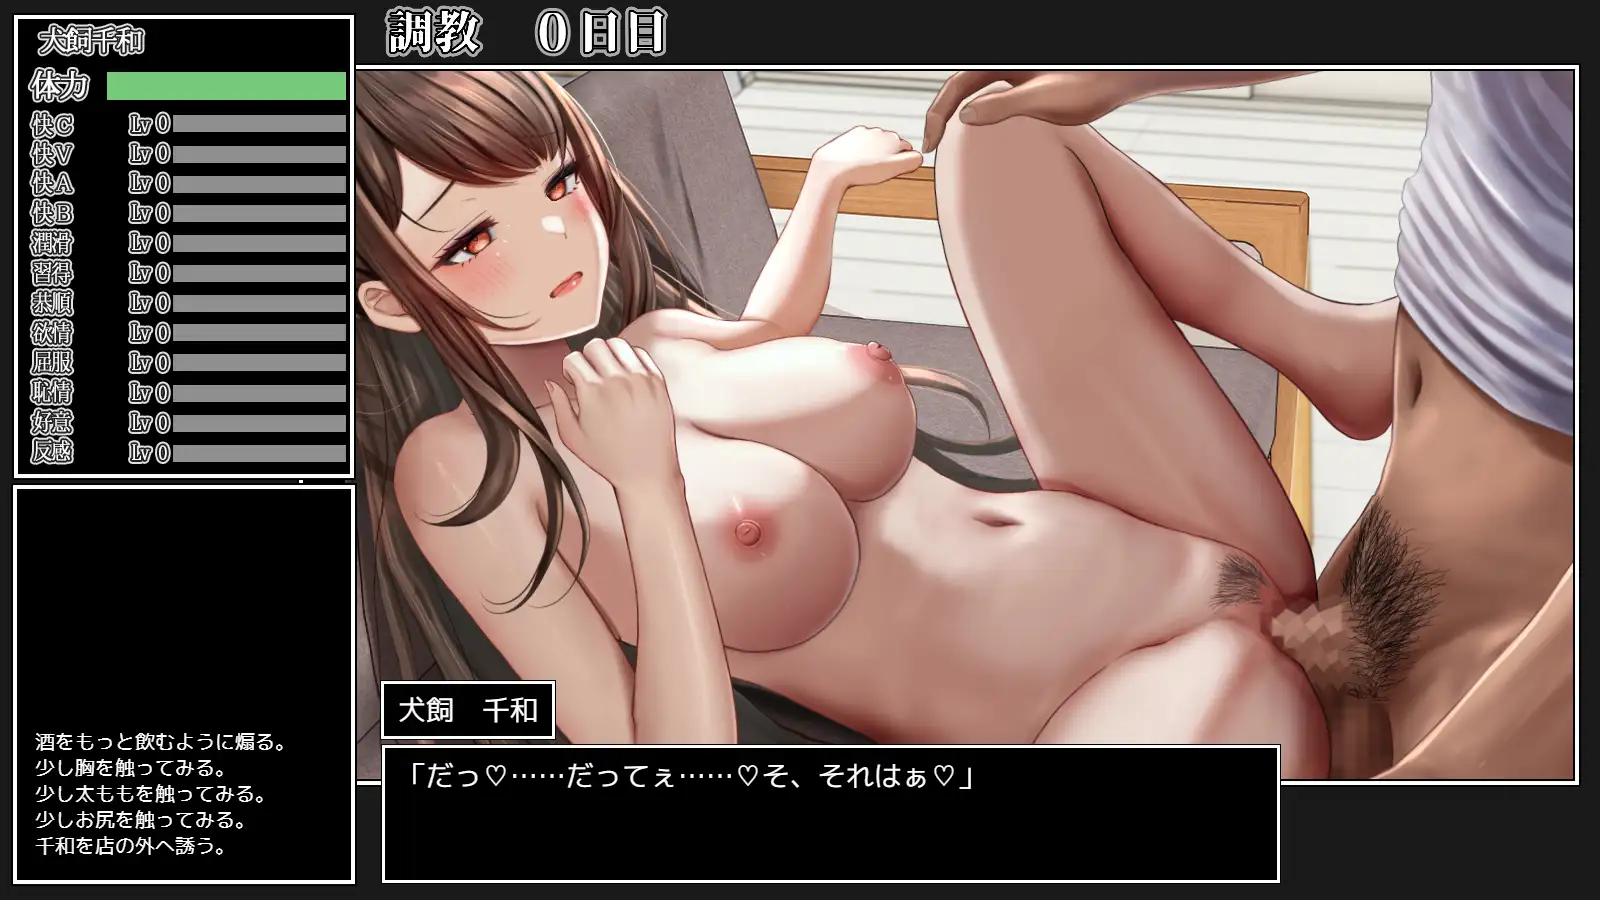 調教　0日目
犬飼千和
体力
快C Lv 0
快V Lv 0
快A Lv 0
快B Lv 0
潤滑 Lv 0
習得 Lv 0
恭順 Lv 0
欲情 Lv 0
屈服 Lv 0
恥情 Lv 0
好意 Lv 0
反感 Lv 0
酒をもっと飲むように煽る。
少し胸を触ってみる。
少し太ももを触ってみる。
少しお尻を触ってみる。
千和を店の外へ誘う。
犬飼　千和
「だっ♡……だってぇ……♡そ、それはぁ♡」